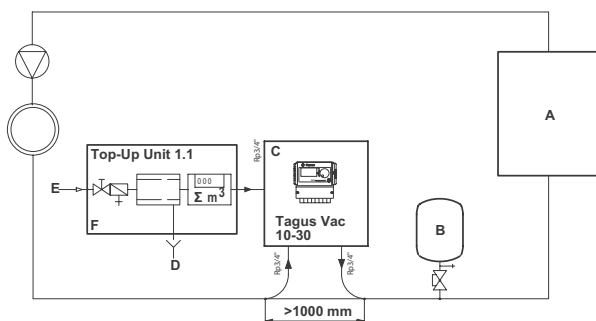 A
Top-Up Unit 1.1
Rp3/4"
C
E
000
Σ m³
F
D
Tagus Vac
10-30
B
Rp3/4"
Rp3/4"
>1000 mm